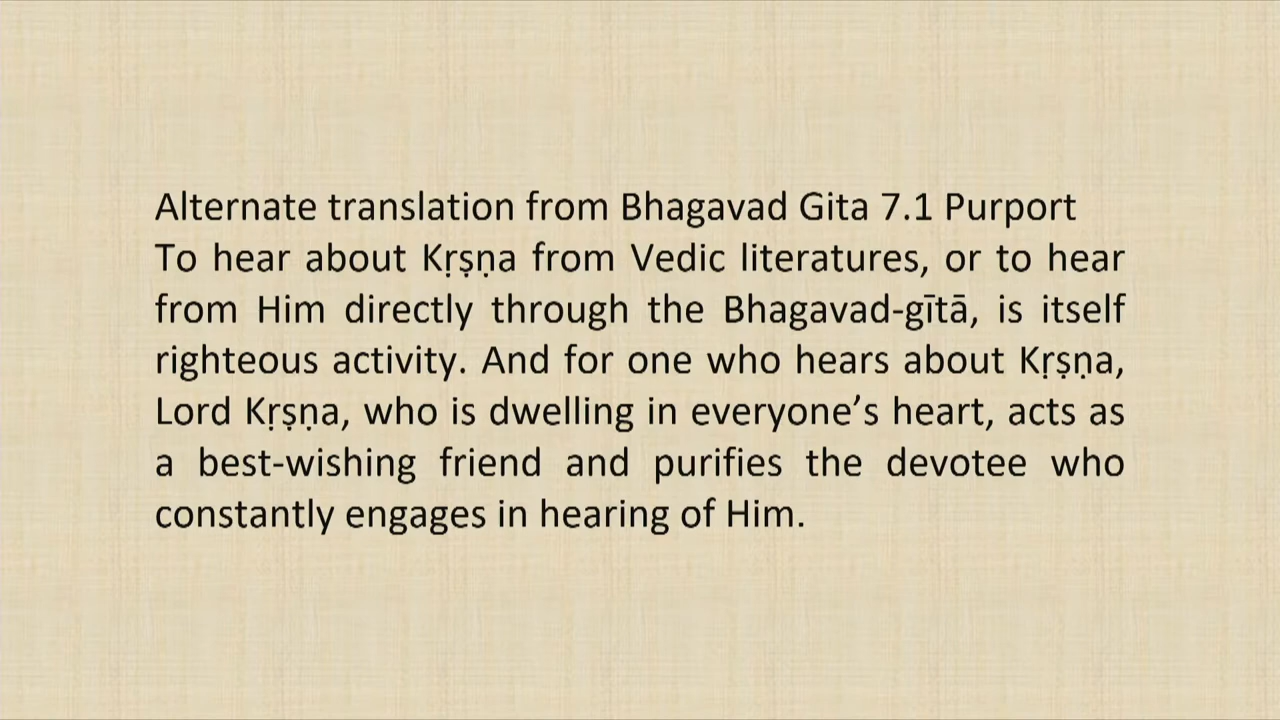 Alternate translation from Bhagavad Gita 7.1 Purport
To hear about Kṛṣṇa from Vedic literatures, or to hear
from Him directly through the Bhagavad-gītā, is itself
righteous activity. And for one who hears about Kṛṣṇa,
Lord Kṛṣṇa, who is dwelling in everyone’s heart, acts as
a best-wishing friend and purifies the devotee who
constantly engages in hearing of Him.